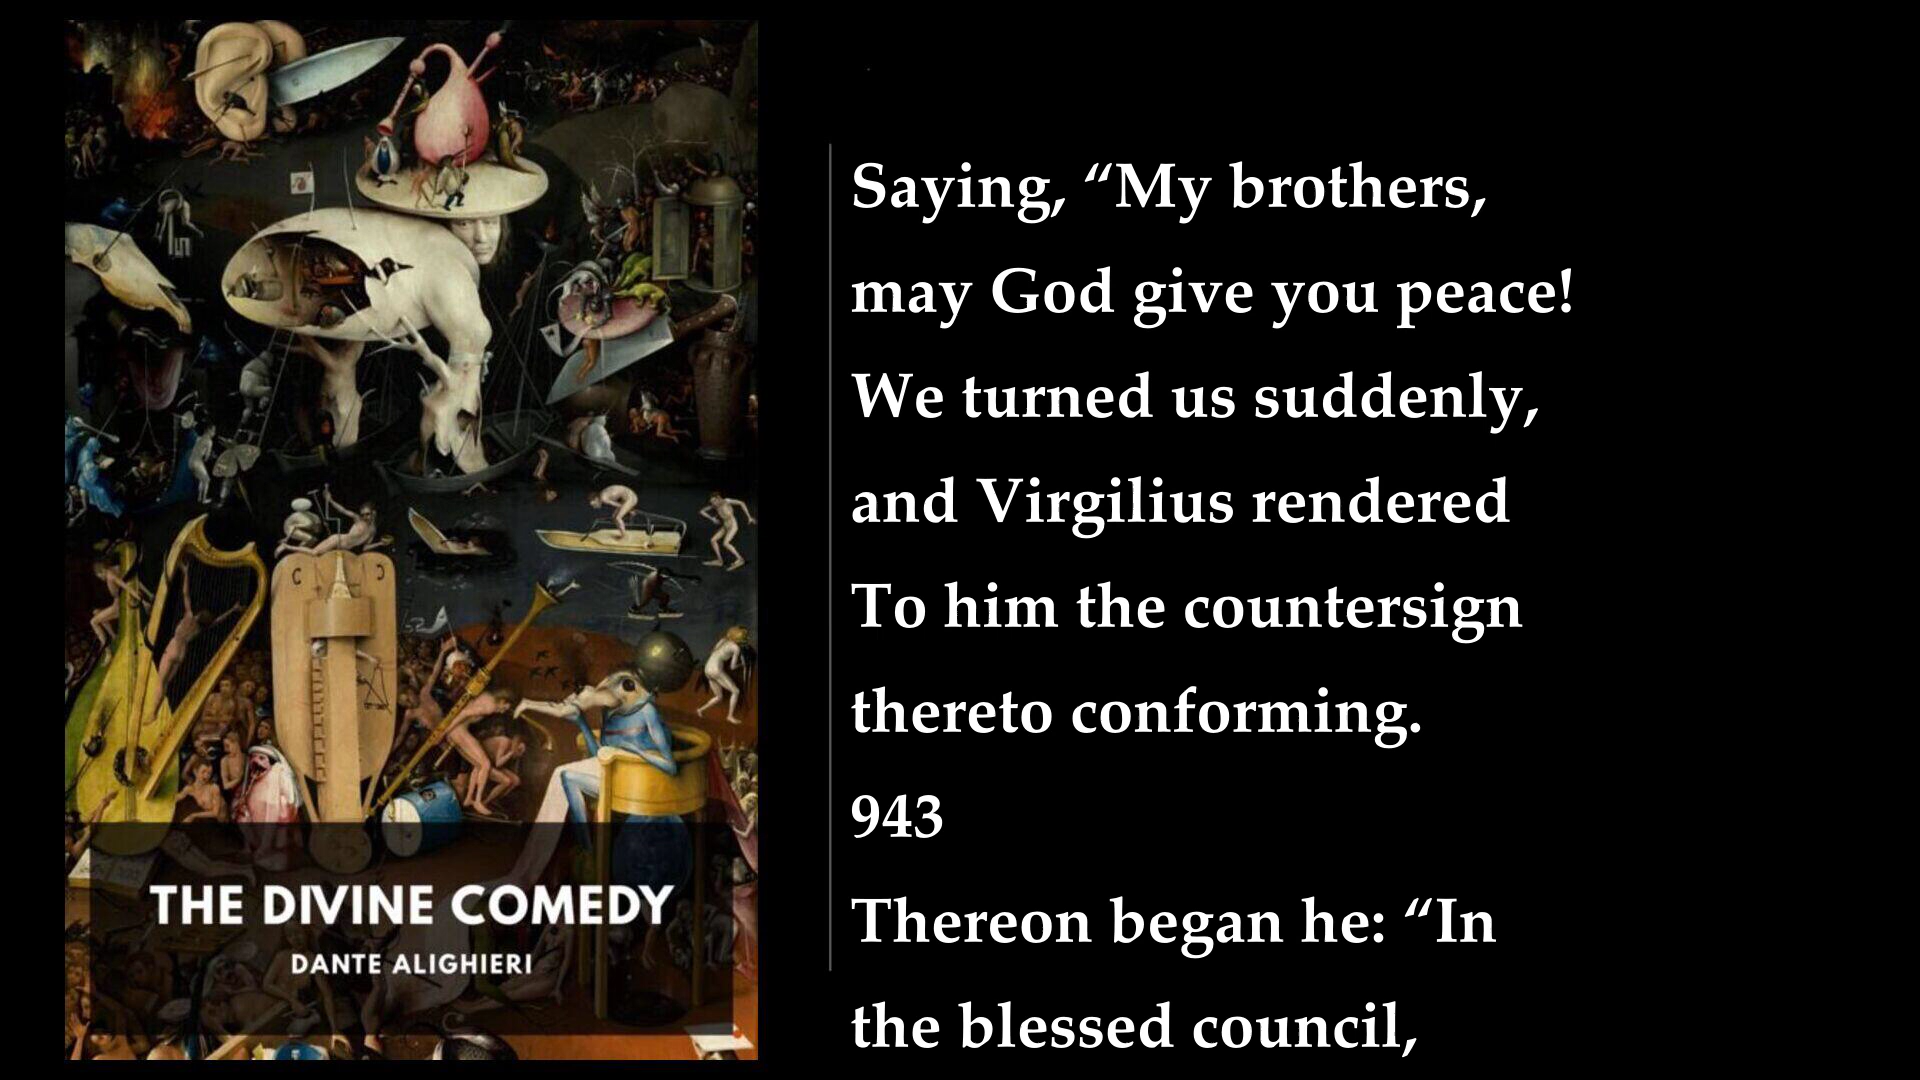 THE DIVINE COMEDY
DANTE ALIGHIERI
Saying, “My brothers,
may God give you peace!
We turned us suddenly,
and Virgilius rendered
To him the countersign
thereto conforming.
943
Thereon began he: “In
the blessed council,